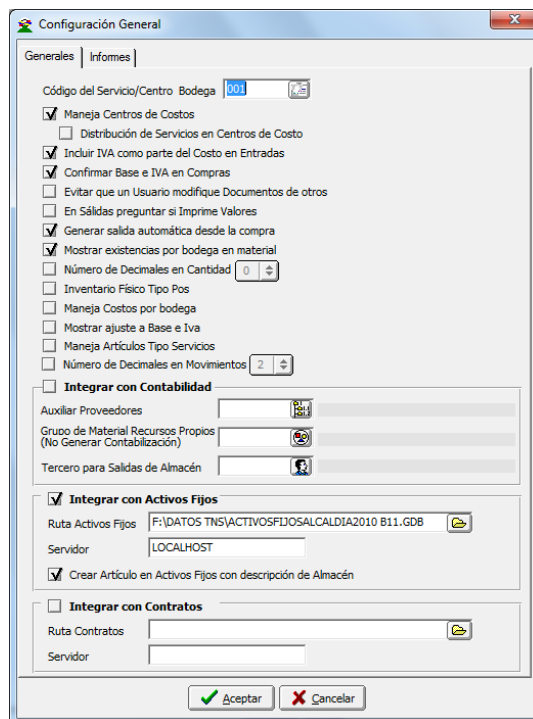 Configuración General
Generales Informes
Código del Servicio/Centro Bodega 001
Maneja Centros de Costos
Distribución de Servicios en Centros de Costo
Incluir IVA como parte del Costo en Entradas
Confirmar Base e IVA en Compras
Evitar que un Usuario modifique Documentos de otros
En Sálidas preguntar si Imprime Valores
Generar salida automática desde la compra
Mostrar existencias por bodega en material
Número de Decimales en Cantidad 0
Inventario Físico Tipo Pos
Maneja Costos por bodega
Mostrar ajuste a Base e Iva
Maneja Artículos Tipo Servicios
Número de Decimales en Movimientos 2
Integrar con Contabilidad
Auxiliar Proveedores
Grupo de Material Recursos Propios
(No Generar Contabilización)
Tercero para Salidas de Almacén
Integrar con Activos Fijos
Ruta Activos Fijos F:\DATOS TNS\ACTIVOSFIJOSALCALDIA2010 B11.GDB
Servidor LOCALHOST
Crear Artículo en Activos Fijos con descripción de Almacén
Integrar con Contratos
Ruta Contratos
Servidor
Aceptar Cancelar